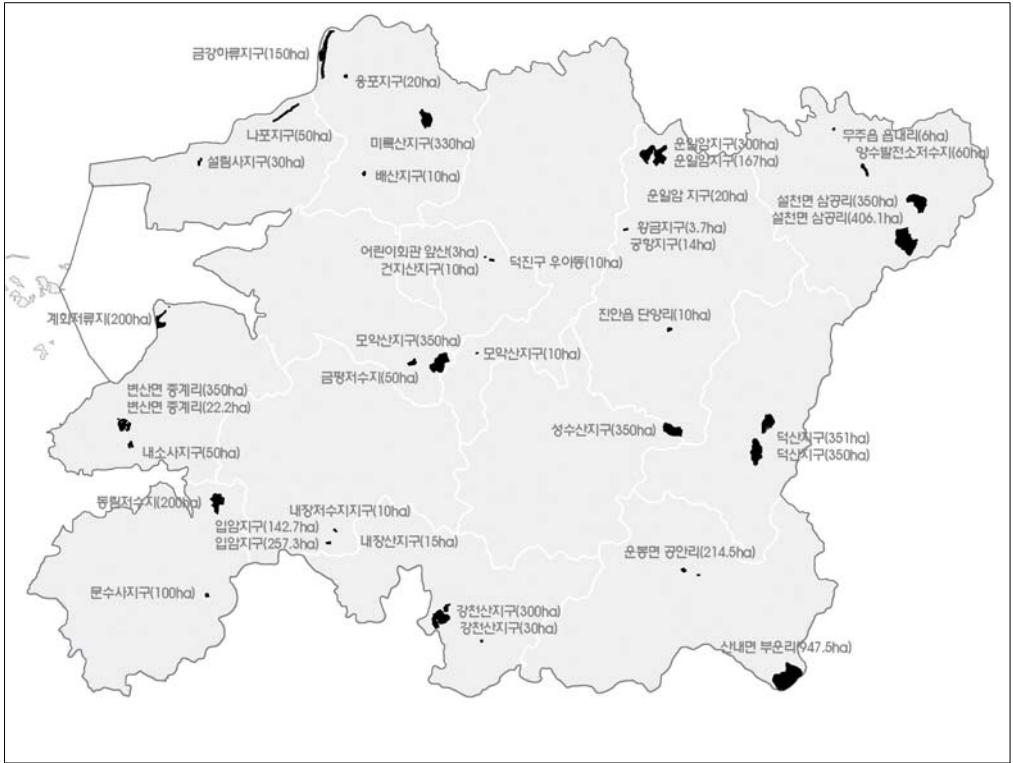 금강하류지구(150ha)
웅포지구(20ha)
나포지구(50ha)
미륵산지구(330ha)
설림사지구(30ha)
배산지구(10ha)
운일암지구(300ha)
운일암지구(167ha)
운일암 지구(20ha)
황금지구(3.7ha)
공항지구(14ha)
무주읍 읍대리(6ha)
양수발전소저수지(60ha)
설천면 삼공리(350ha)
설천면 삼공리(406.1ha)
어린이회관 앞산(3ha)
건지산지구(10ha)
덕진구 우아동(10ha)
계화저류지(200ha)
진안읍 단양리(10ha)
모악산지구(350ha)
모악산지구(10ha)
금평저수지(50ha)
변산면 중계리(350ha)
변산면 중계리(22.2ha)
내소사지구(50ha)
성수산지구(350ha)
덕산지구(351ha)
덕산지구(350ha)
동림저수지(200ha)
입암지구(142.7ha)
입암지구(257.3ha)
내장저수지지구(10ha)
내장산지구(15ha)
운봉면 공안리(214.5ha)
문수사지구(100ha)
강천산지구(300ha)
강천산지구(30ha)
산내면 부운리(947.5ha)